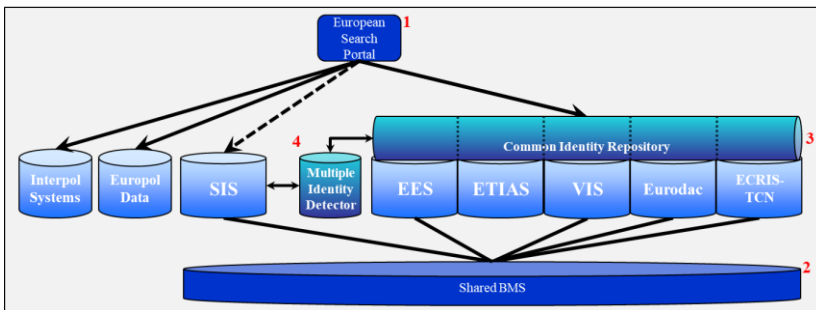 European
Search
Portal
1
4
3
Common Identity Repository
Interpol
Systems
Europol
Data
SIS
Multiple
Identity
Detector
EES
ETIAS
VIS
Eurodac
ECRIS-
TCN
2
Shared BMS